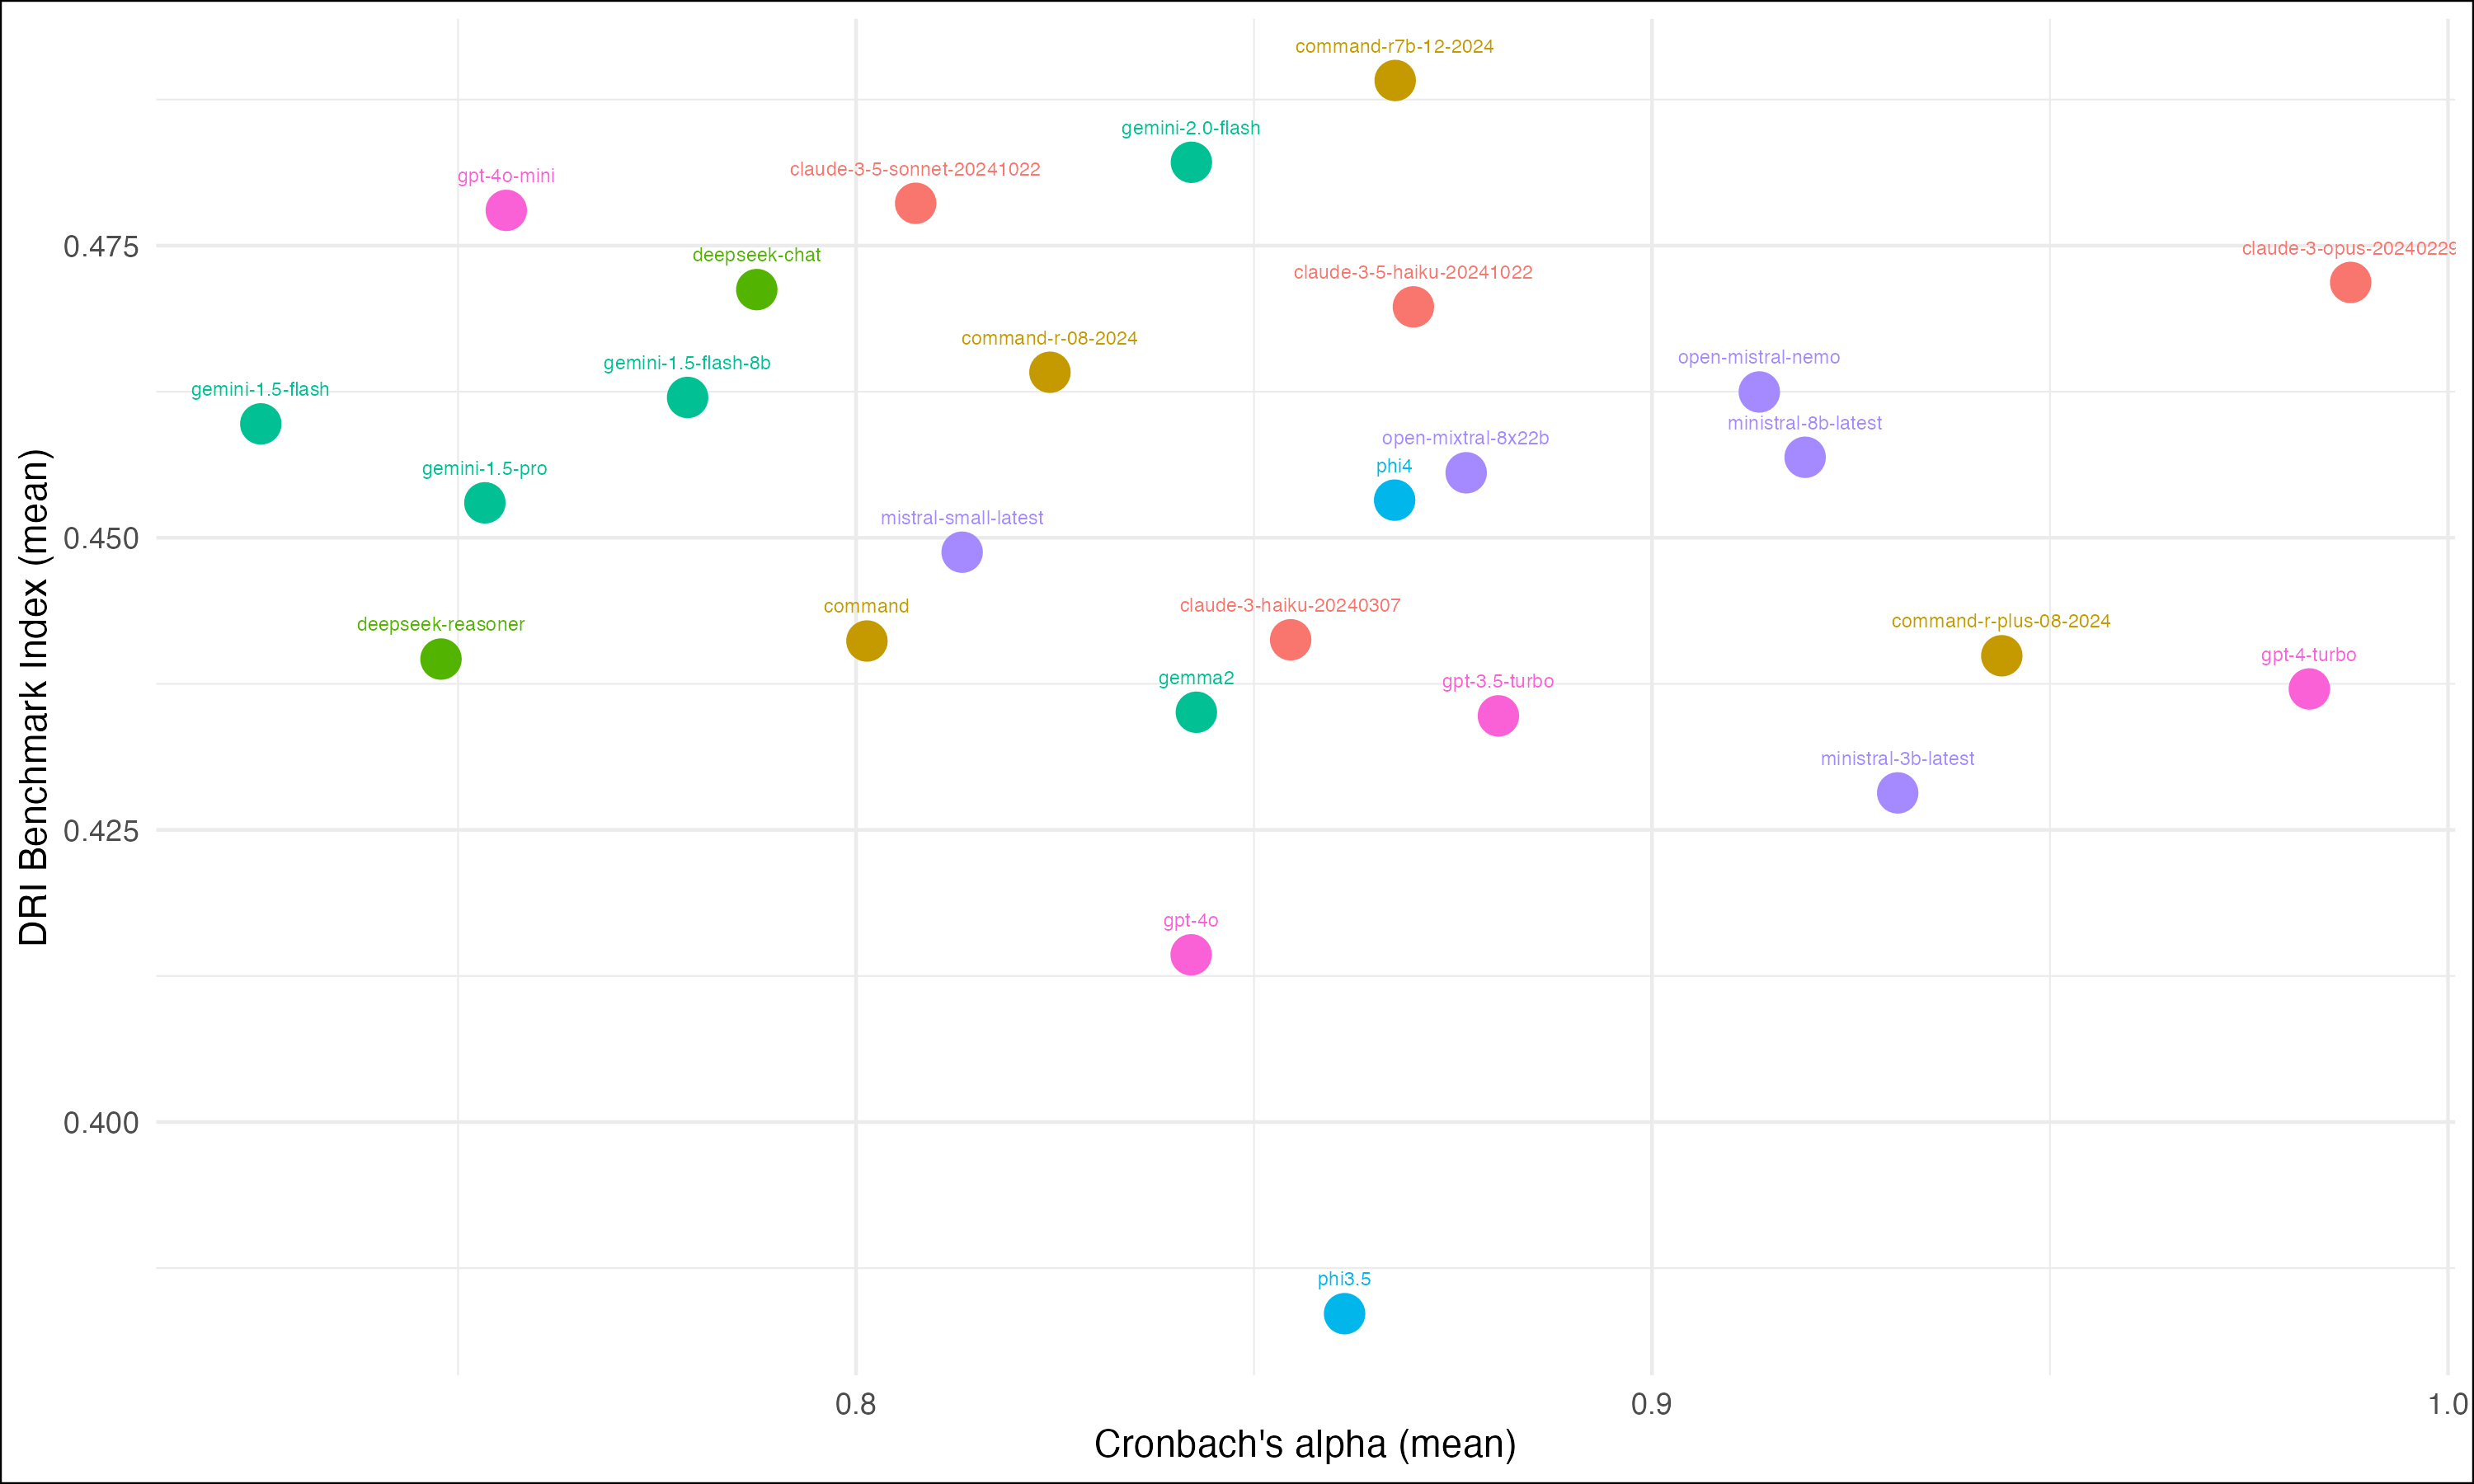 command-r7b-12-2024
gemini-2.0-flash
claude-3-5-sonnet-20241022
gpt-4o-mini
0.475
claude-3-opus-20240229
deepseek-chat
claude-3-5-haiku-20241022
command-r-08-2024
open-mistral-nemo
gemini-1.5-flash-8b
gemini-1.5-flash
ministral-8b-latest
open-mixtral-8x22b
phi4
gemini-1.5-pro
mistral-small-latest
0.450
claude-3-haiku-20240307
command
command-r-plus-08-2024
deepseek-reasoner
gpt-4-turbo
gemma2
gpt-3.5-turbo
DRI Benchmark Index (mean)
ministral-3b-latest
0.425
gpt-4o
0.400
phi3.5
0.8
0.9
1.0
Cronbach's alpha (mean)